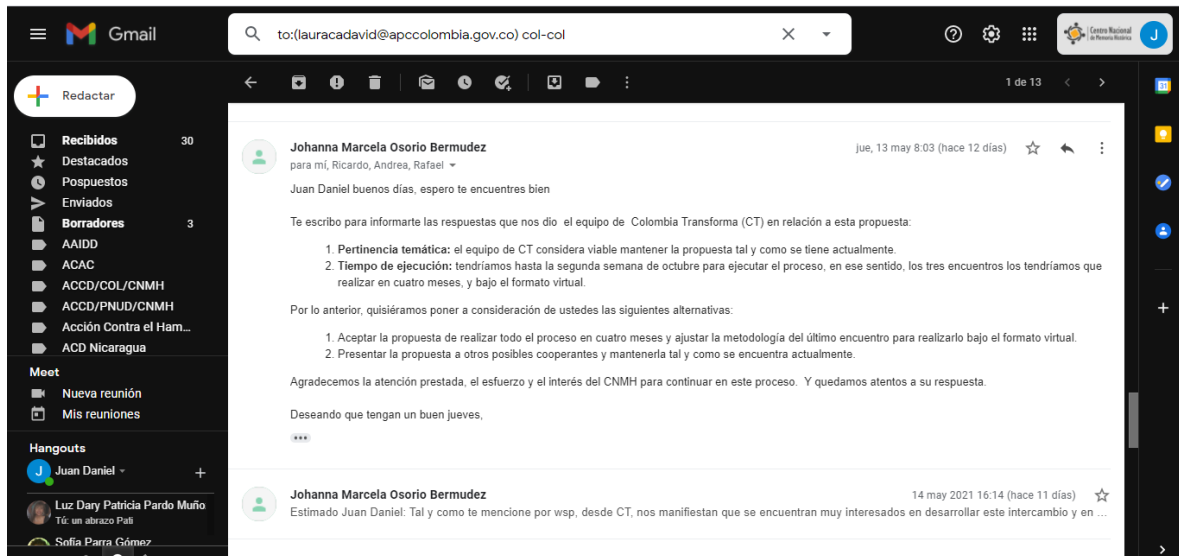 Gmail
to:(lauracadavid@apccolombia.gov.co) col-col
Centro Nacional
de Memoria Histórica
J
Redactar
1 de 13
31
Recibidos 30
Destacados
Pospuestos
Enviados
Borradores 3
AAIDD
ACAC
ACCD/COL/CNMH
ACCD/PNUD/CNMH
Acción Contra el Ham...
ACD Nicaragua
Meet
Nueva reunión
Mis reuniones
Hangouts
J Juan Daniel
Luz Dary Patricia Pardo Muño
Tú: un abrazo Pati
Sofía Parra Gómez
Johanna Marcela Osorio Bermudez jue, 13 may 8:03 (hace 12 días)
para mí, Ricardo, Andrea, Rafael
Juan Daniel buenos días, espero te encuentres bien
Te escribo para informarte las respuestas que nos dio el equipo de Colombia Transforma (CT) en relación a esta propuesta:
1. Pertinencia temática: el equipo de CT considera viable mantener la propuesta tal y como se tiene actualmente.
2. Tiempo de ejecución: tendríamos hasta la segunda semana de octubre para ejecutar el proceso, en ese sentido, los tres encuentros los tendríamos que
realizar en cuatro meses, y bajo el formato virtual.
Por lo anterior, quisiéramos poner a consideración de ustedes las siguientes alternativas:
1. Aceptar la propuesta de realizar todo el proceso en cuatro meses y ajustar la metodología del último encuentro para realizarlo bajo el formato virtual.
2. Presentar la propuesta a otros posibles cooperantes y mantenerla tal y como se encuentra actualmente.
Agradecemos la atención prestada, el esfuerzo y el interés del CNMH para continuar en este proceso. Y quedamos atentos a su respuesta.
Deseando que tengan un buen jueves,
Johanna Marcela Osorio Bermudez 14 may 2021 16:14 (hace 11 días)
Estimado Juan Daniel: Tal y como te mencione por wsp, desde CT, nos manifiestan que se encuentran muy interesados en desarrollar este intercambio y en ...